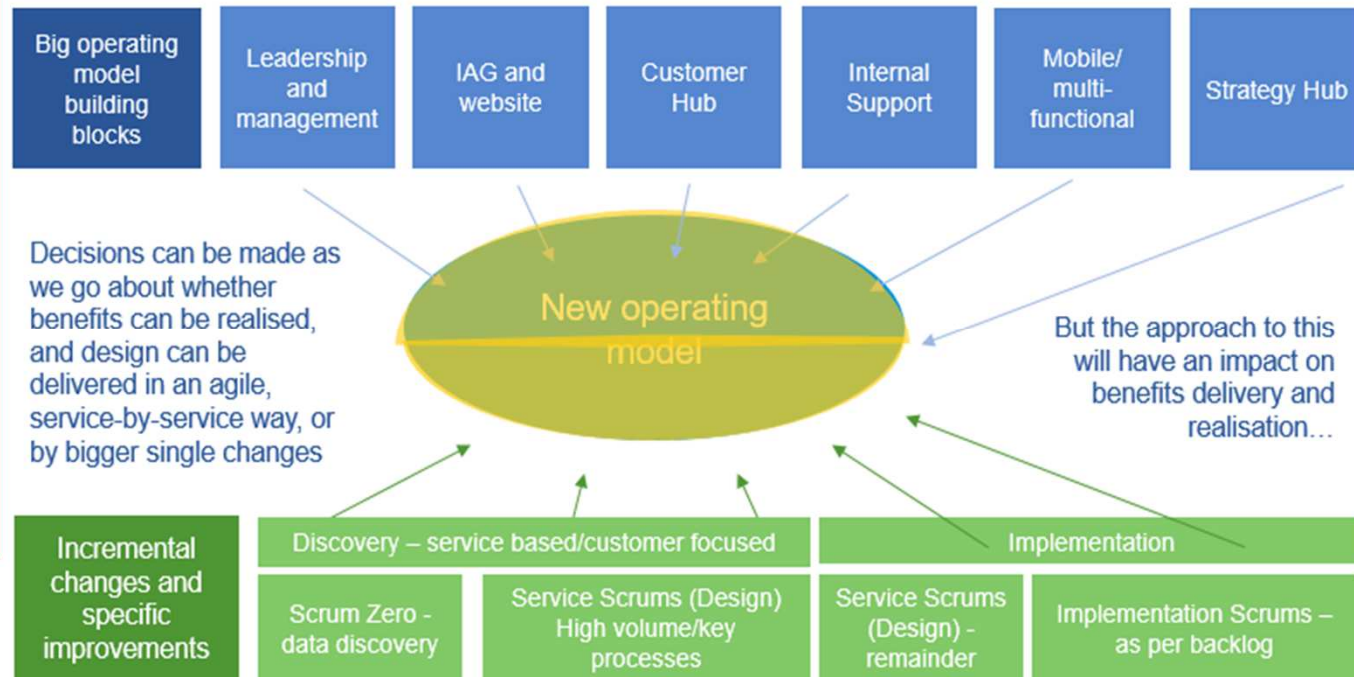 Big operating
model
building
blocks
Leadership
and
management
IAG and
website
Customer
Hub
Internal
Support
Mobile/
multi-
functional
Strategy Hub
Decisions can be made as
we go about whether
benefits can be realised,
and design can be
delivered in an agile,
service-by-service way, or
by bigger single changes
New operating
model
But the approach to this
will have an impact on
benefits delivery and
realisation…
Incremental
changes and
specific
improvements
Discovery – service based/customer focused
Implementation
Scrum Zero -
data discovery
Service Scrums (Design)
High volume/key
processes
Service Scrums
(Design) -
remainder
Implementation Scrums –
as per backlog